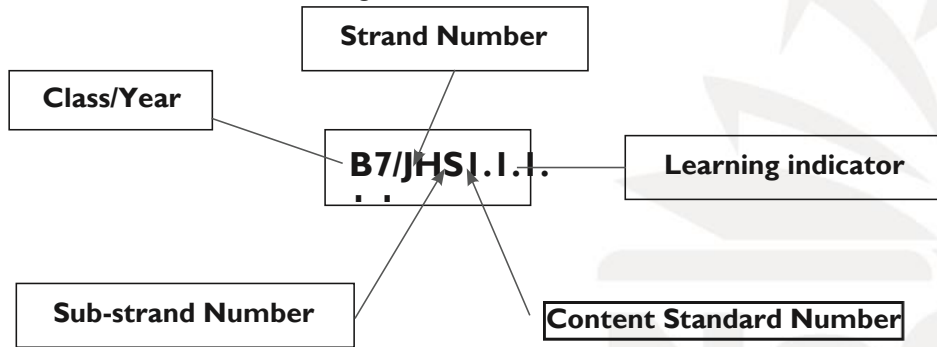 Strand Number
Class/Year
B7/JHS1.1.1.
Learning indicator
Sub-strand Number
Content Standard Number